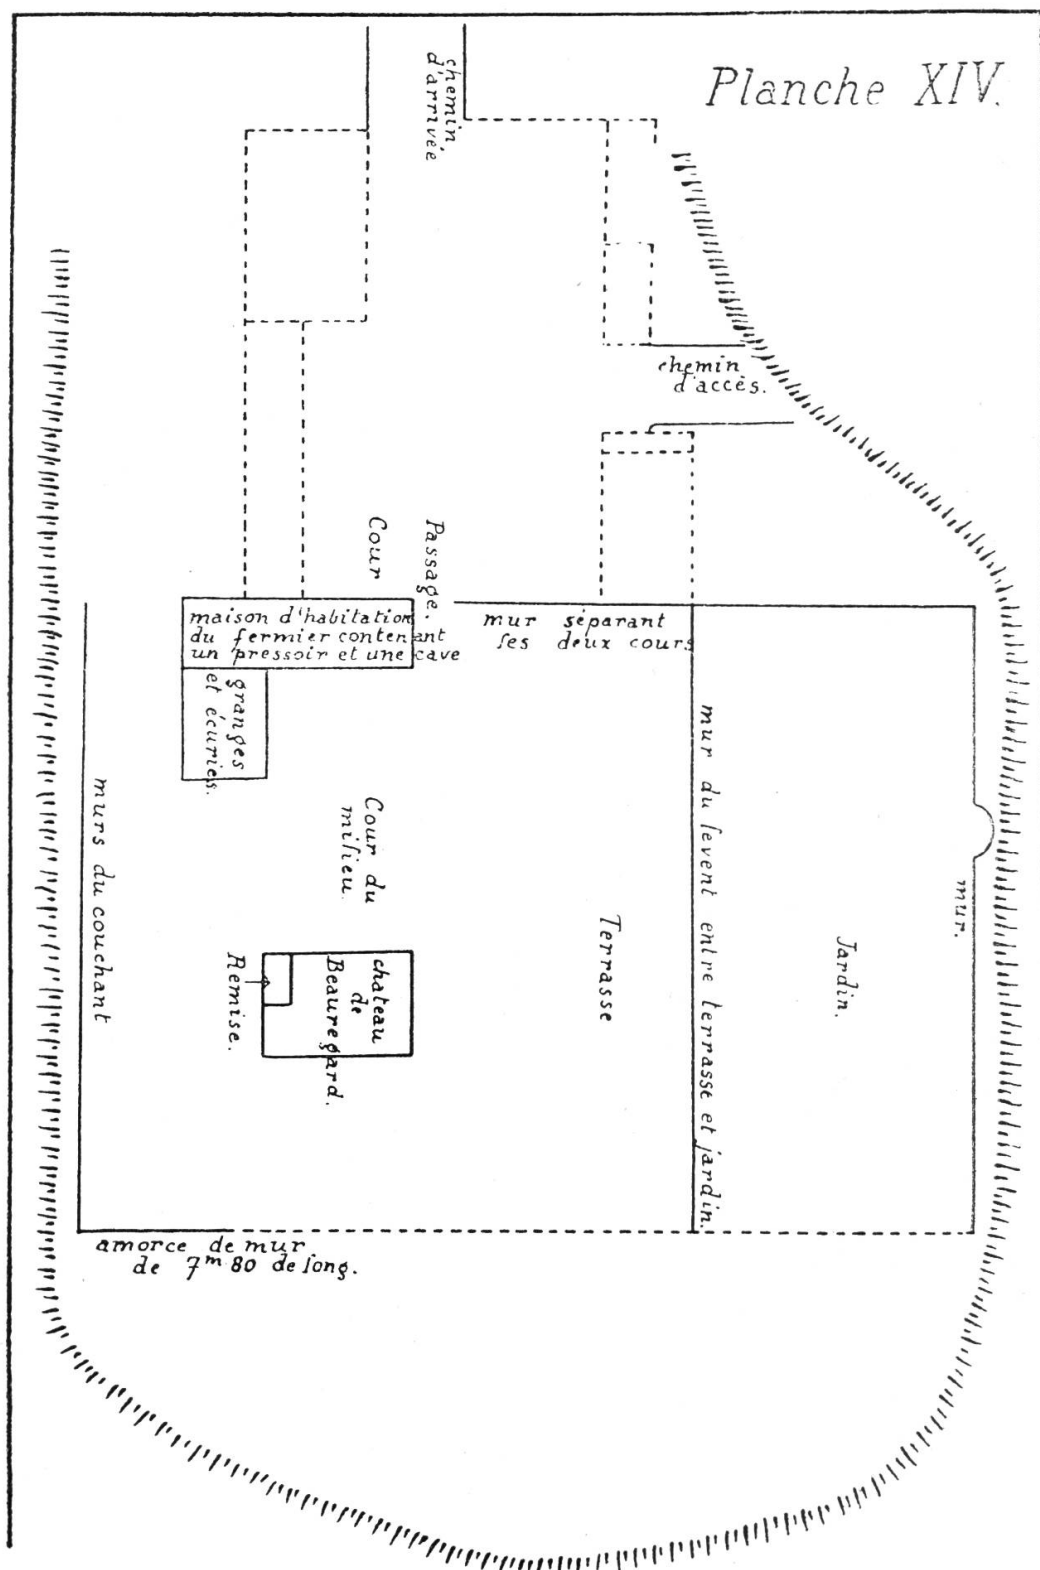 Planche XIV.
chemin
d'arrivée
chemin
d'accès.
Passage.
Cour
maison d'habitation
du fermier contenant
un pressoir et une cave
mur séparant
les deux cours
granges
et écuries.
mur du levent entre terrasse et jardin.
murs du couchant
Cour du
milieu.
mur.
Terrasse
Jardin.
chateau
de
Beauregard.
Remise.
amorce de mur
de 7m 80 de long.